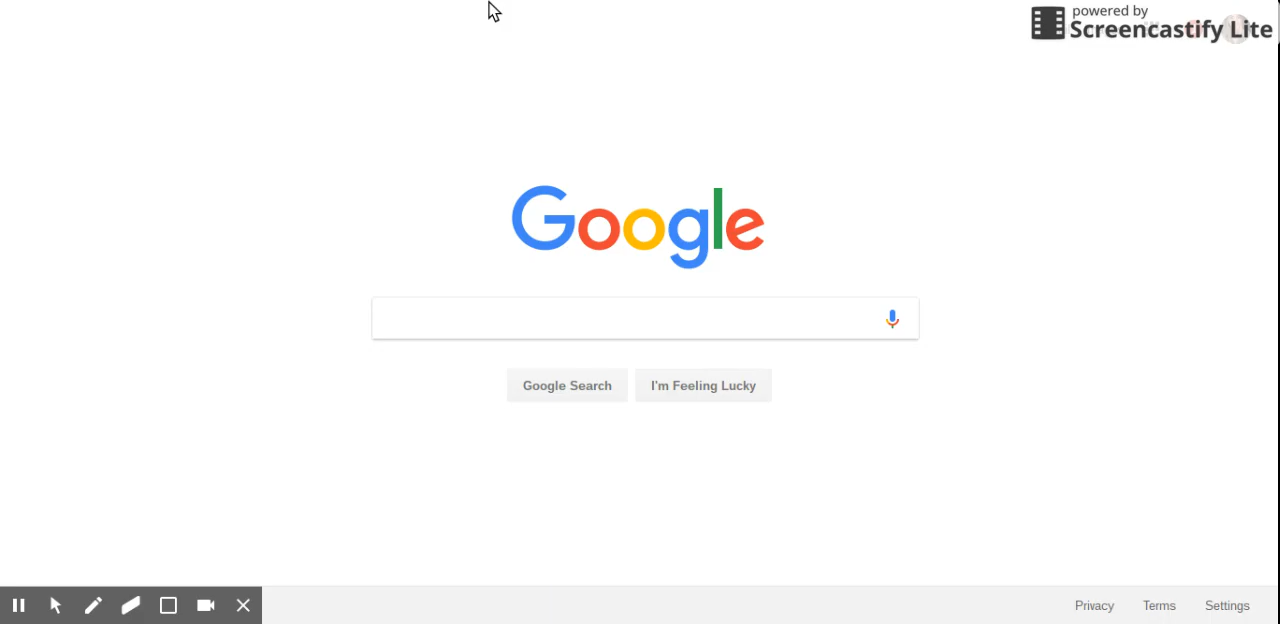 powered by
Screencastify Lite
Google
Google Search
I'm Feeling Lucky
Privacy
Terms
Settings